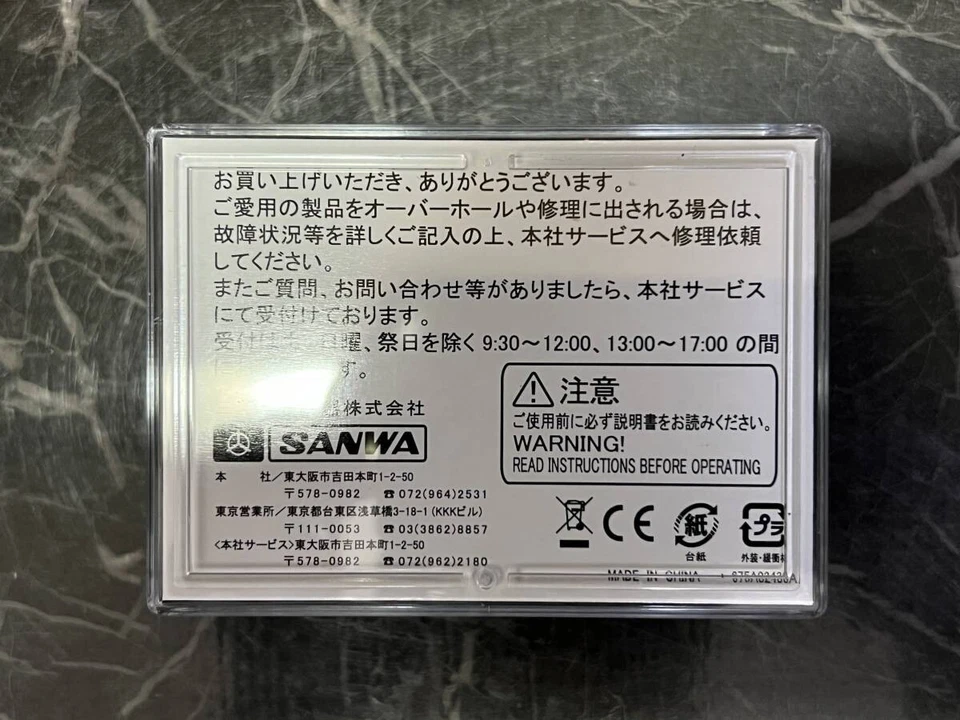 お買い上げいただき、ありがとうございます。
ご愛用の製品をオーバーホールや修理に出される場合は、
故障状況等を詳しくご記入の上、本社サービスへ修理依頼
してください。
またご質問、お問い合わせ等がありましたら、本社サービス
にて受付けております。
受付は 日曜、祭日を除く 9:30～12:00、13:00～17:00 の間
す。
器株式会社
SANWA
本 社／東大阪市吉田本町1-2-50
〒578-0982 ☎072(964)2531
東京営業所／東京都台東区浅草橋3-18-1 (KKKビル)
〒111-0053 ☎03(3862)8857
<本社サービス>東大阪市吉田本町1-2-50
〒578-0982 ☎072(962)2180
注意
ご使用前に必ず説明書をお読みください。
WARNING!
READ INSTRUCTIONS BEFORE OPERATING
CE
紙
台紙
プラ
外装・緩衝材
MADE IN CHINA